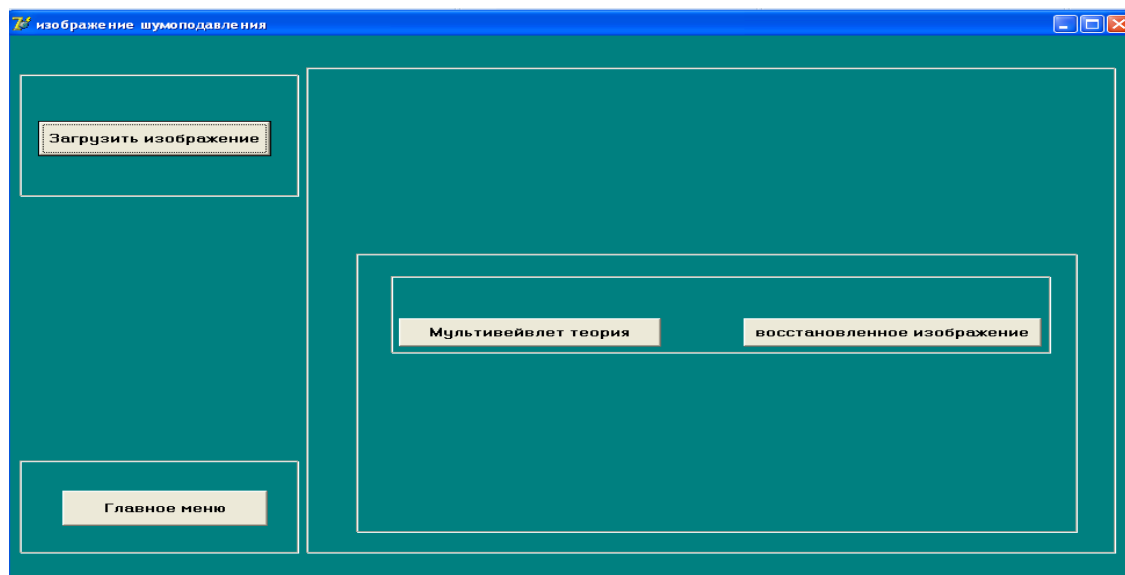 изображение шумоподавления
Загрузить изображение
Мультивейвлет теория
восстановленное изображение
Главное меню